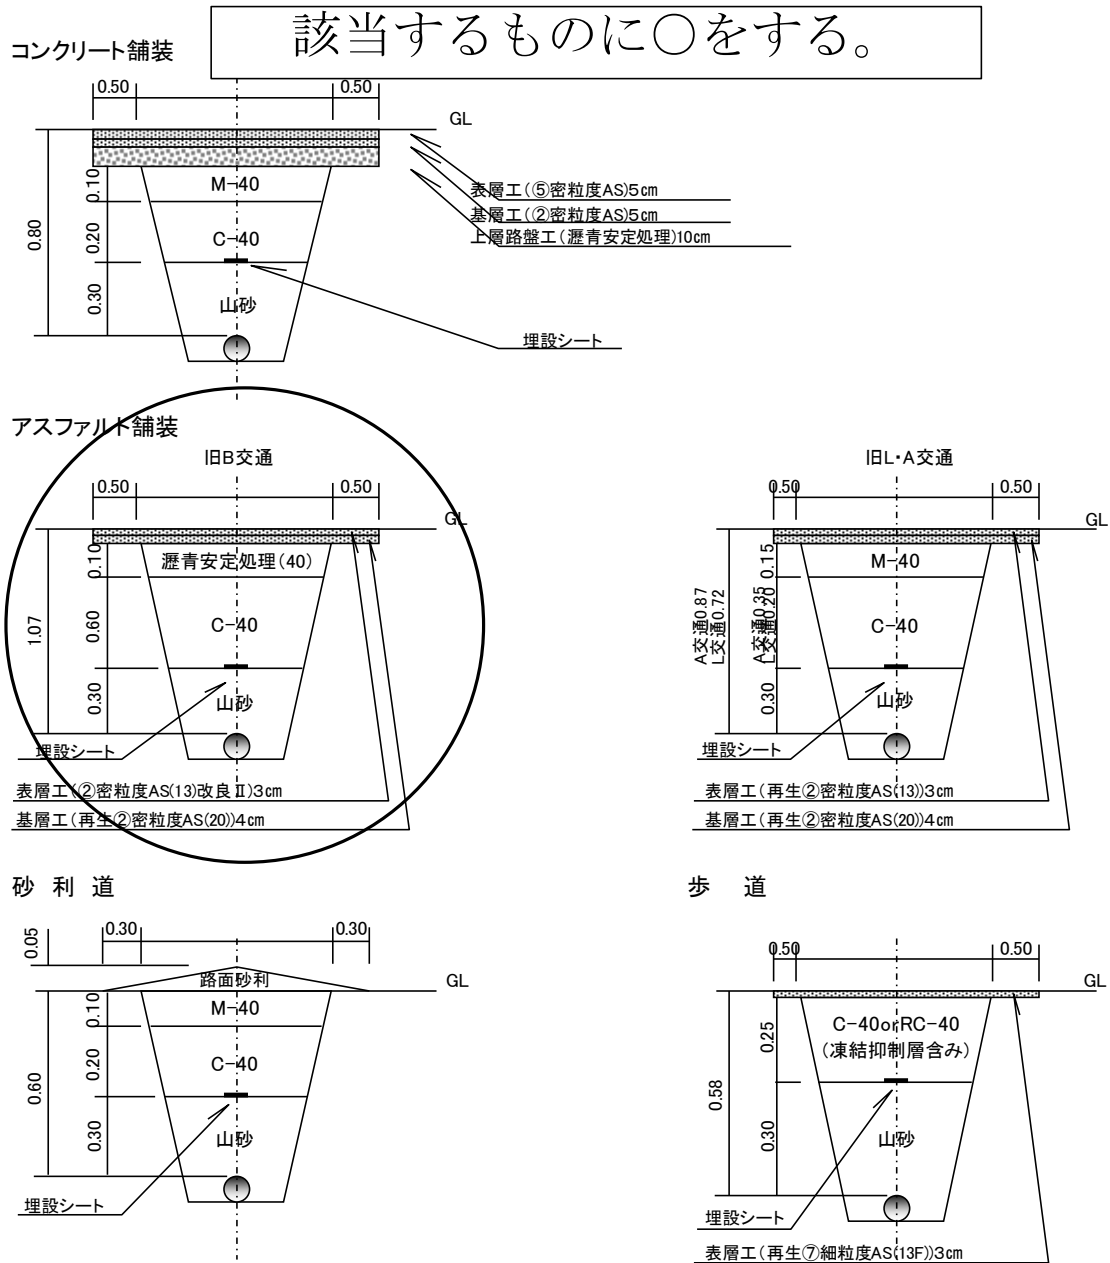 該当するものに○をする。
コンクリート舗装
0.50 0.50
GL
0.80
0.10
0.20
0.30
M-40
C-40
山砂
表層工(⑤密粒度AS)5cm
基層工(②密粒度AS)5cm
上層路盤工(瀝青安定処理)10cm
埋設シート
アスファルト舗装
旧B交通
0.50 0.50
GL
1.07
0.10
0.60
0.30
瀝青安定処理(40)
C-40
山砂
埋設シート
表層工(②密粒度AS(13)改良Ⅱ)3cm
基層工(再生②密粒度AS(20))4cm
旧L・A交通
0.50 0.50
GL
A交通0.87
L交通0.72
0.15
A交通0.35
L交通0.20
0.30
M-40
C-40
山砂
埋設シート
表層工(再生②密粒度AS(13))3cm
基層工(再生②密粒度AS(20))4cm
砂利道
0.05
0.30 0.30
GL
路面砂利
0.60
0.10
0.20
0.30
M-40
C-40
山砂
埋設シート
歩道
0.50 0.50
GL
0.58
0.25
0.30
C-40orRC-40
(凍結抑制層含み)
山砂
埋設シート
表層工(再生⑦細粒度AS(13F))3cm